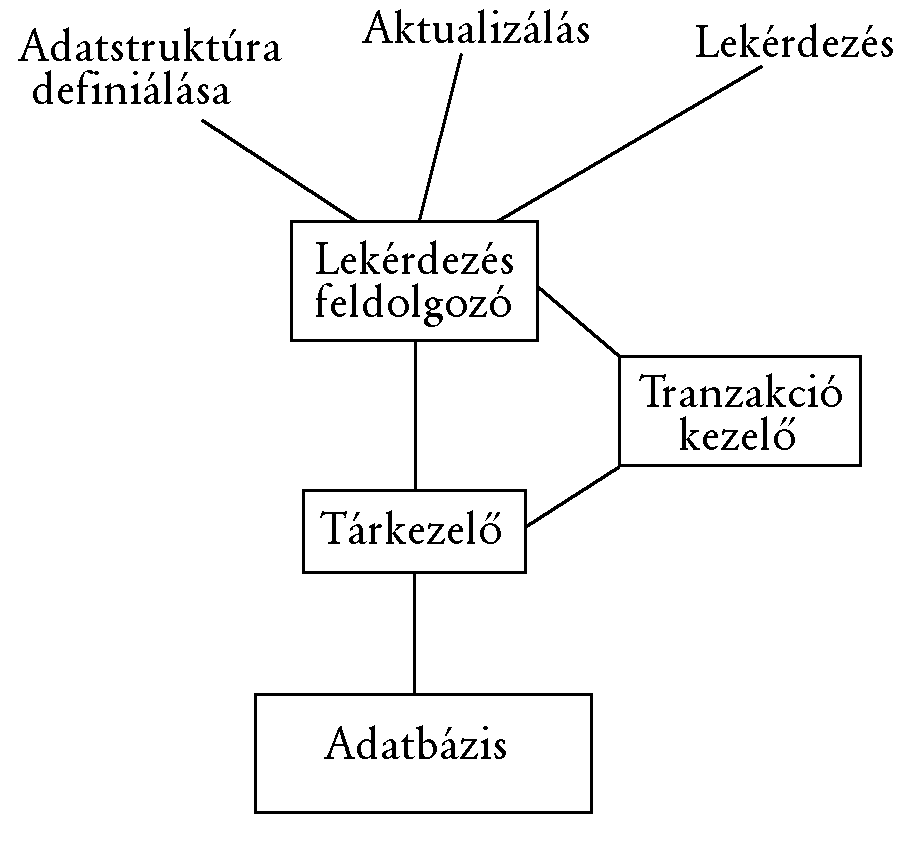 Adatstruktúra
definiálása
Aktualizálás
Lekérdezés
Lekérdezés
feldolgozó
Tranzakció
kezelő
Tárkezelő
Adatbázis